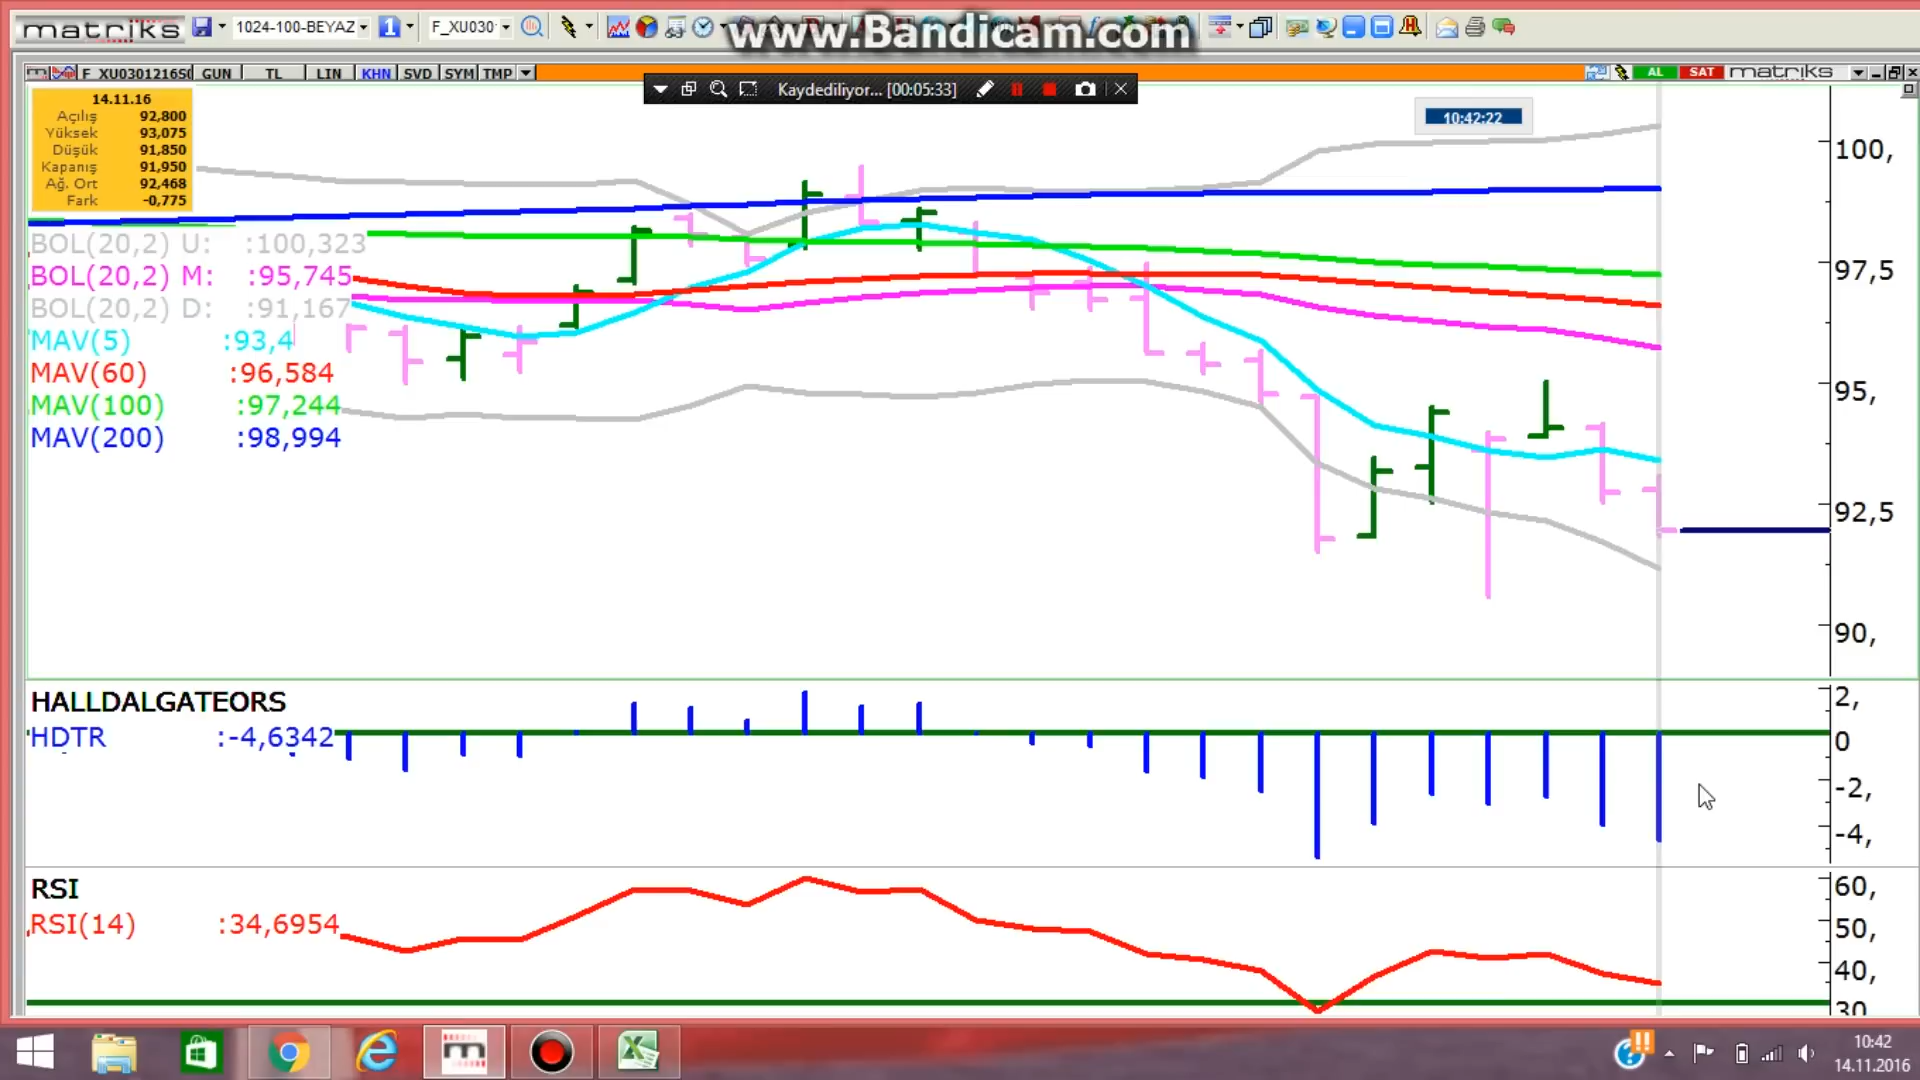 matriks 1024-100-BEYAZ 1 F_XU030
www.Bandicam.com
F_XU0301216S0 GUN TL LIN KHN SVD SYM TMP AL SAT matriks
Kaydediliyor... [00:05:33]
10:42:22
14.11.16
Açılış 92,800
Yüksek 93,075
Düşük 91,850
Kapanış 91,950
Ağ. Ort 92,468
Fark -0,775
BOL(20,2) U: :100,323
BOL(20,2) M: :95,745
BOL(20,2) D: :91,167
MAV(5) :93,4
MAV(60) :96,584
MAV(100) :97,244
MAV(200) :98,994
100,
97,5
95,
92,5
90,
HALLDALGATEORS
HDTR :-4,6342
2,
0
-2,
-4,
RSI
RSI(14) :34,6954
60,
50,
40,
30
10:42
14.11.2016